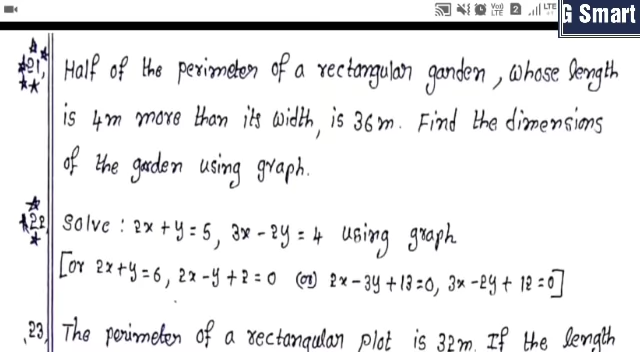 G Smart
21, Half of the perimeter of a rectangular garden, whose length
is 4m more than its width, is 36m. Find the dimensions
of the garden using graph.
22, Solve : 2x + y = 5, 3x - 2y = 4 using graph
[or 2x+y=6, 2x-y+2=0 (or) 2x-3y+13=0, 3x-2y+12=0]
23, The perimeter of a rectangular plot is 32m. If the length